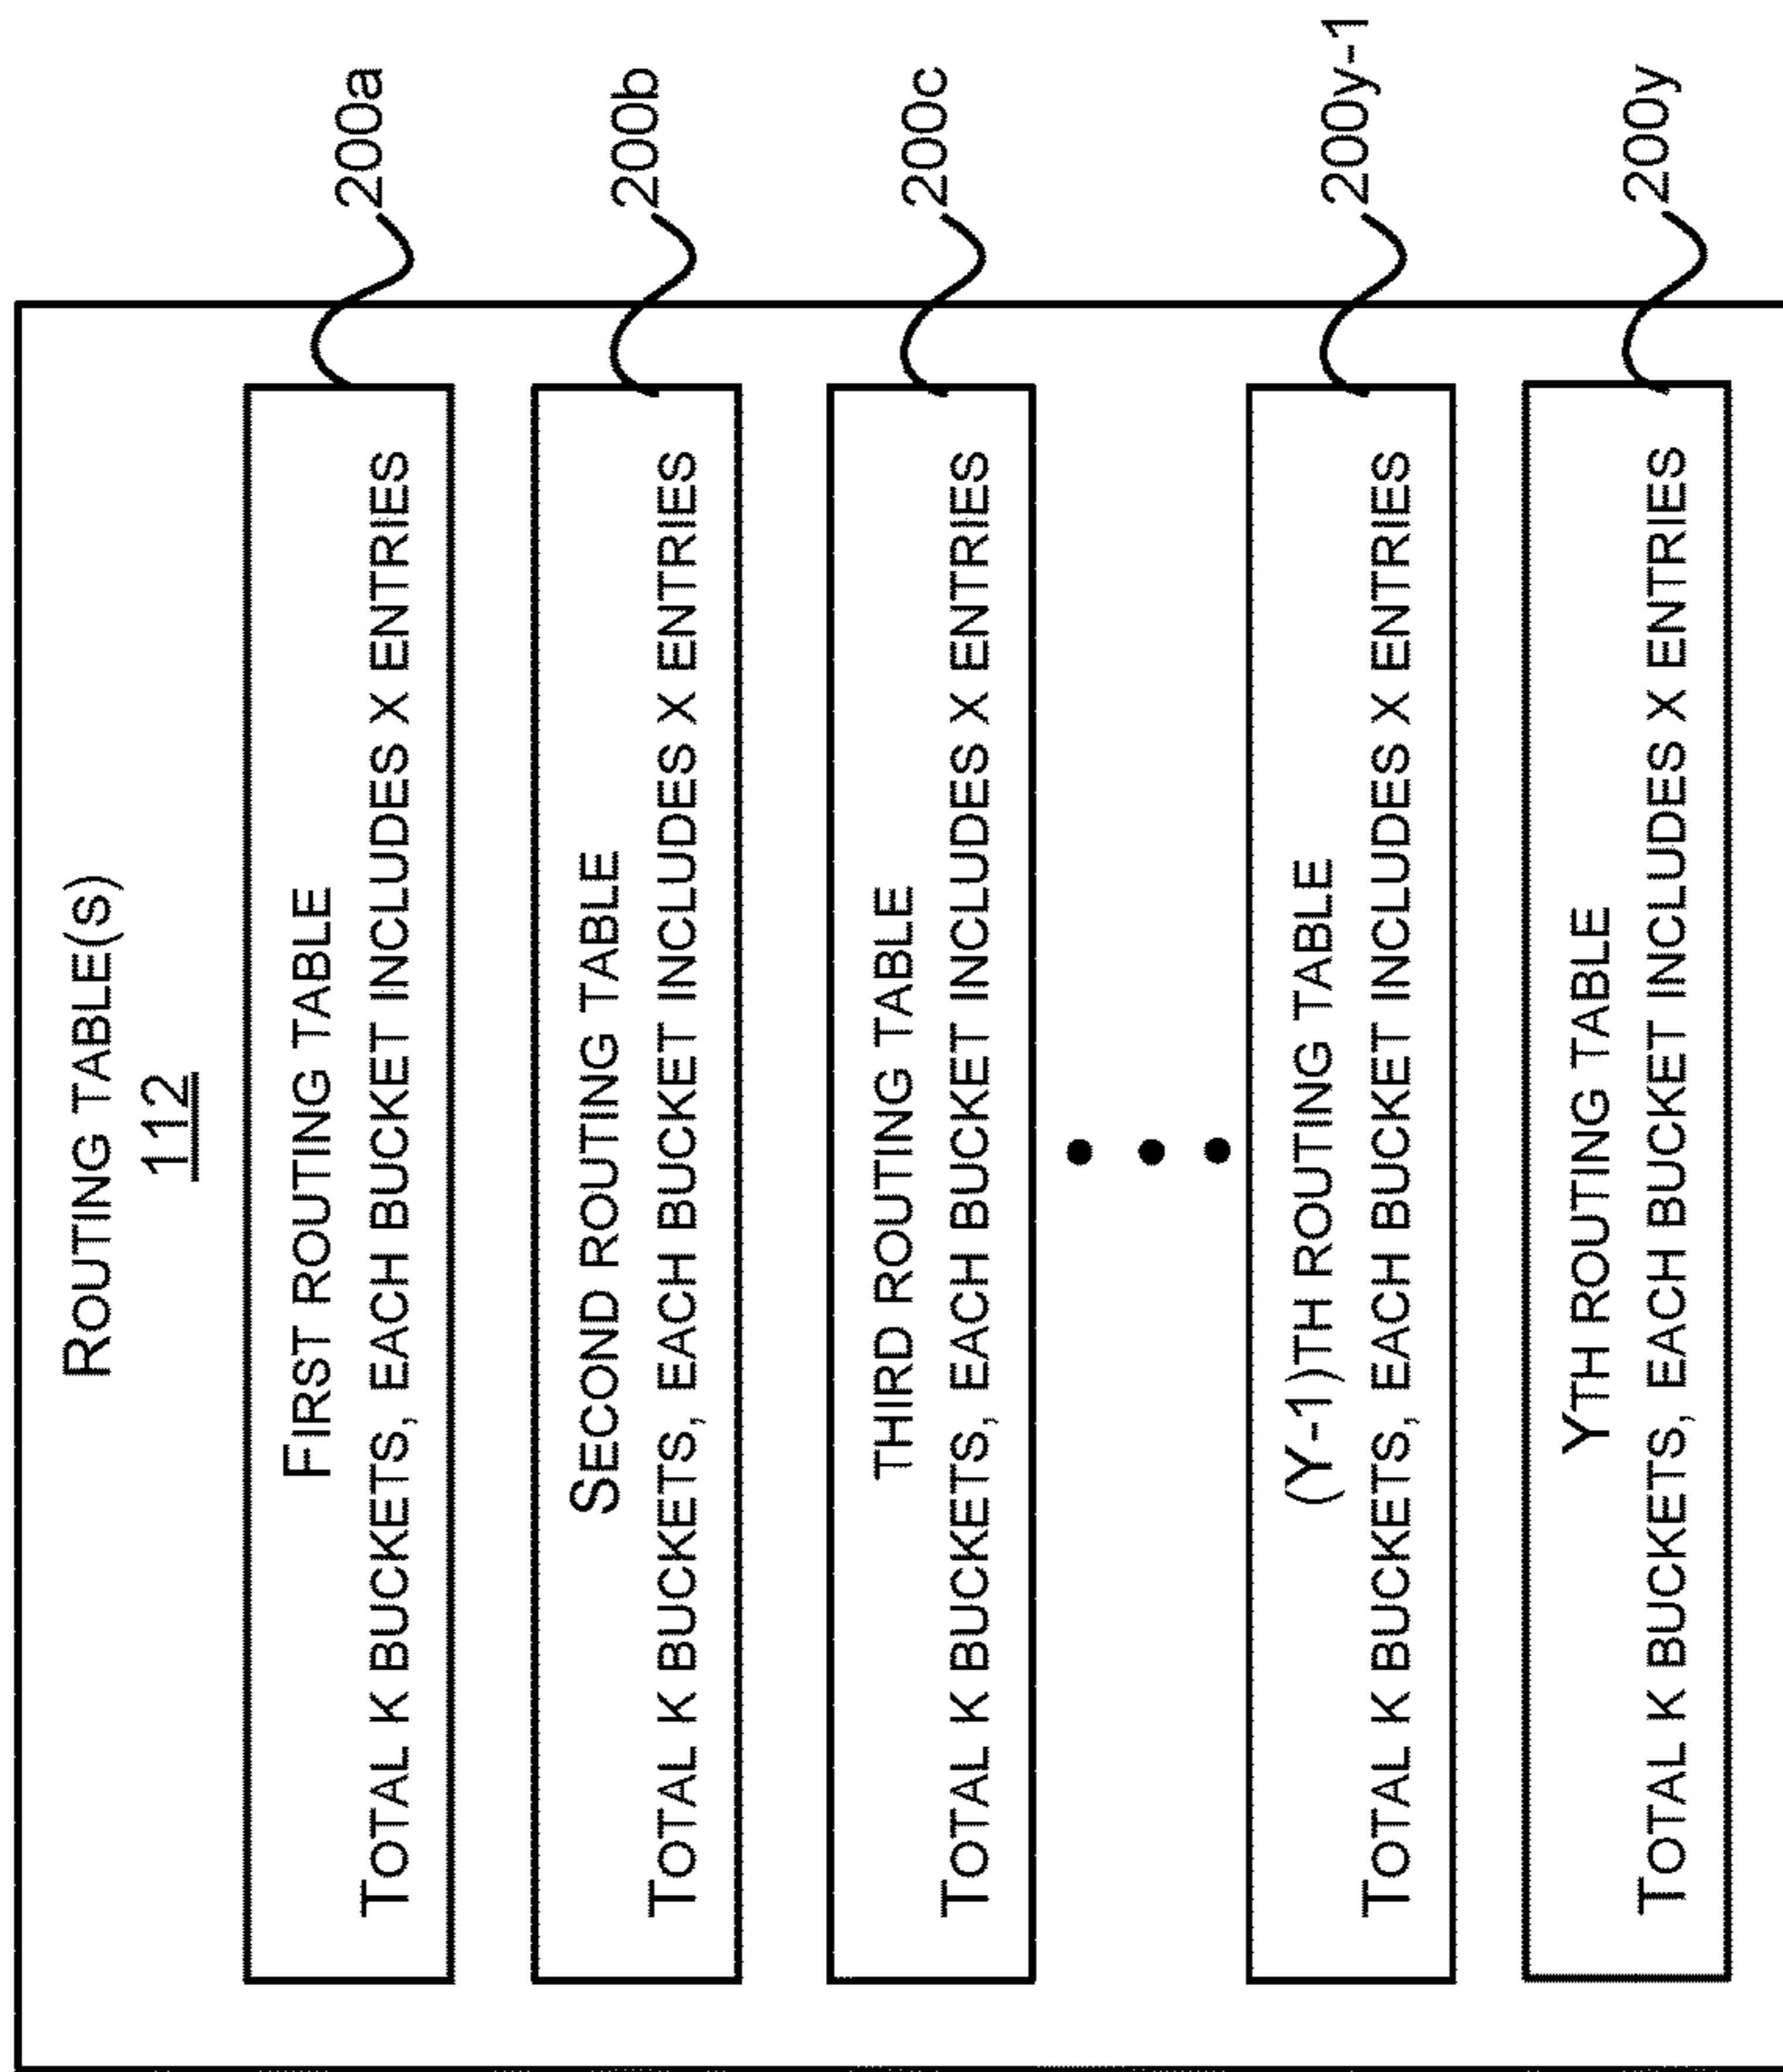 ROUTING TABLE(S)
112
FIRST ROUTING TABLE
TOTAL K BUCKETS, EACH BUCKET INCLUDES X ENTRIES
200a
SECOND ROUTING TABLE
TOTAL K BUCKETS, EACH BUCKET INCLUDES X ENTRIES
200b
THIRD ROUTING TABLE
TOTAL K BUCKETS, EACH BUCKET INCLUDES X ENTRIES
200c
(Y-1)TH ROUTING TABLE
TOTAL K BUCKETS, EACH BUCKET INCLUDES X ENTRIES
200y-1
YTH ROUTING TABLE
TOTAL K BUCKETS, EACH BUCKET INCLUDES X ENTRIES
200y